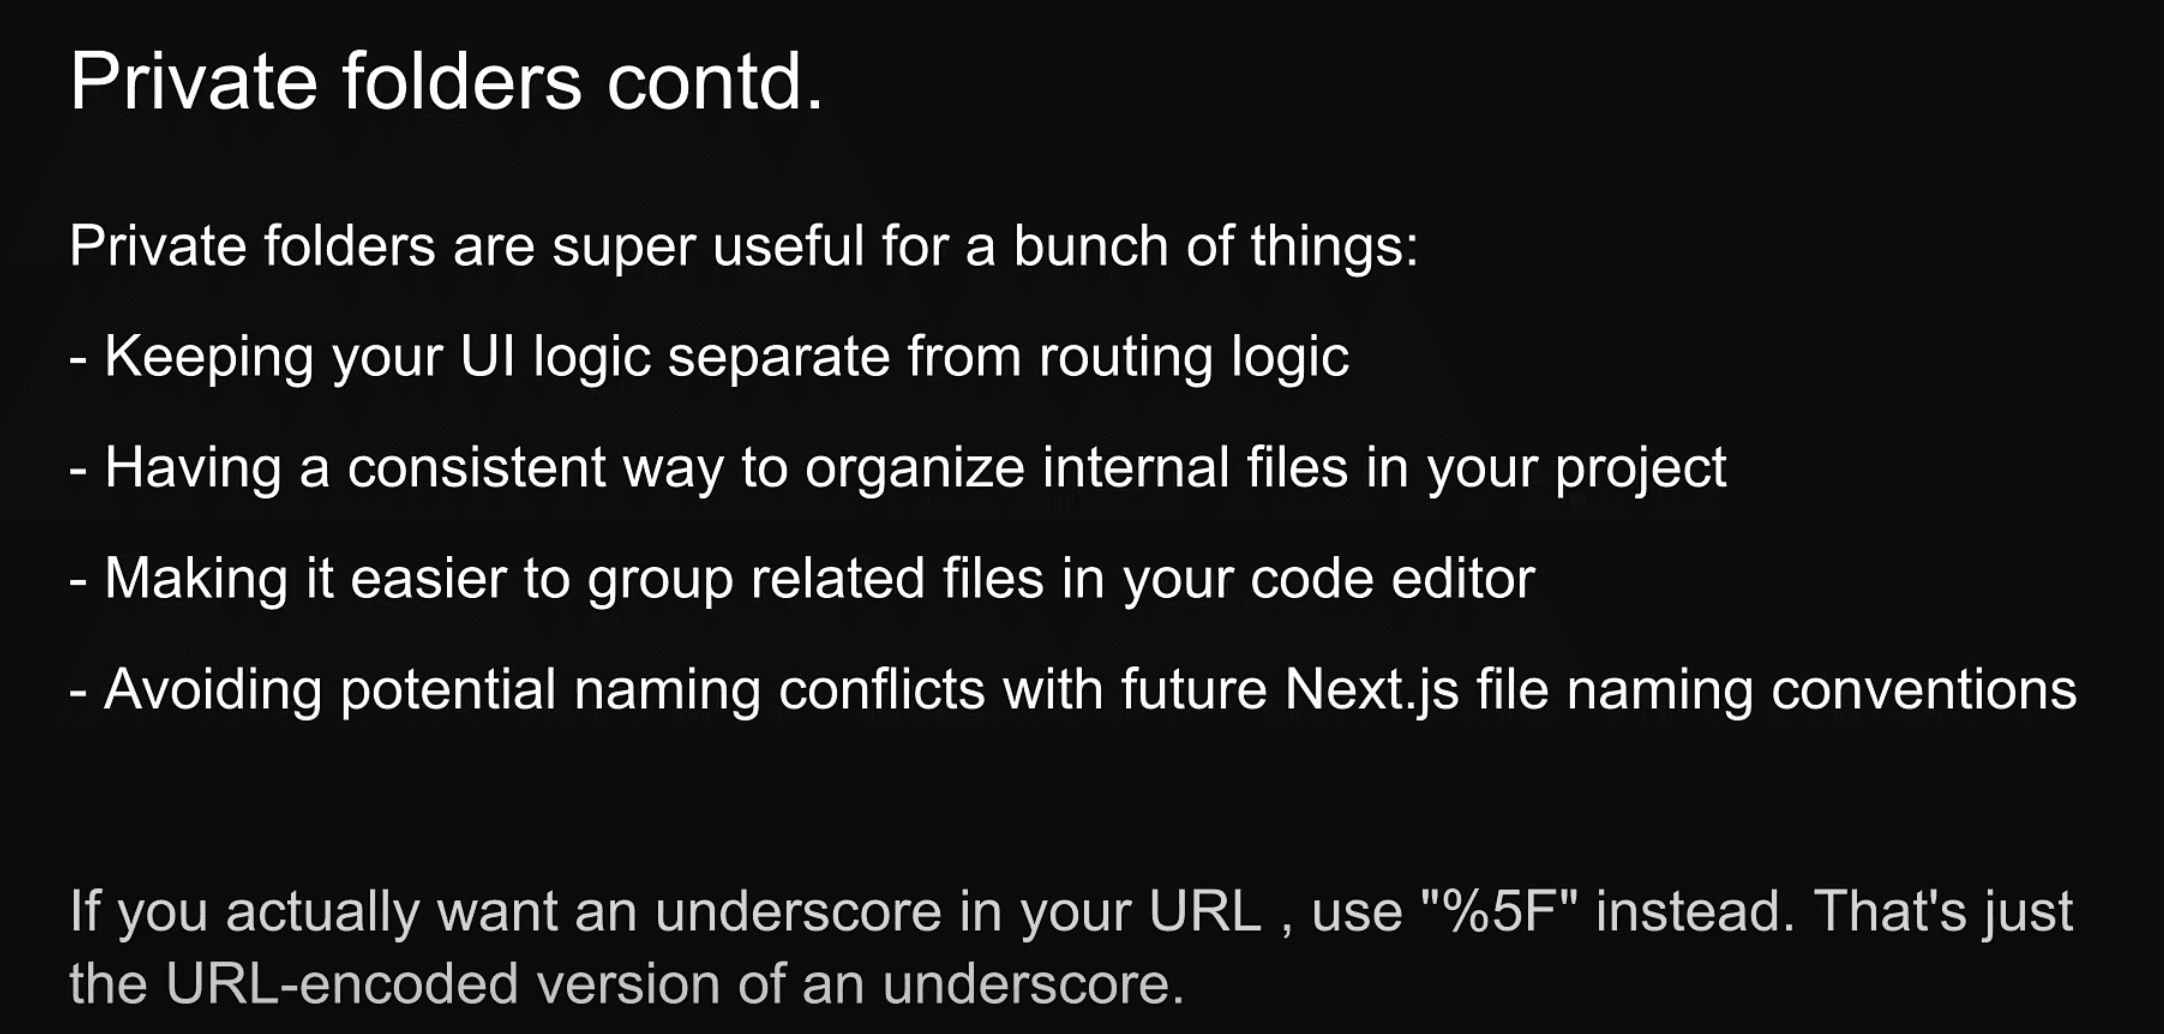 Private folders contd.
Private folders are super useful for a bunch of things:
- Keeping your UI logic separate from routing logic
- Having a consistent way to organize internal files in your project
- Making it easier to group related files in your code editor
- Avoiding potential naming conflicts with future Next.js file naming conventions
If you actually want an underscore in your URL , use "%5F" instead. That's just
the URL-encoded version of an underscore.